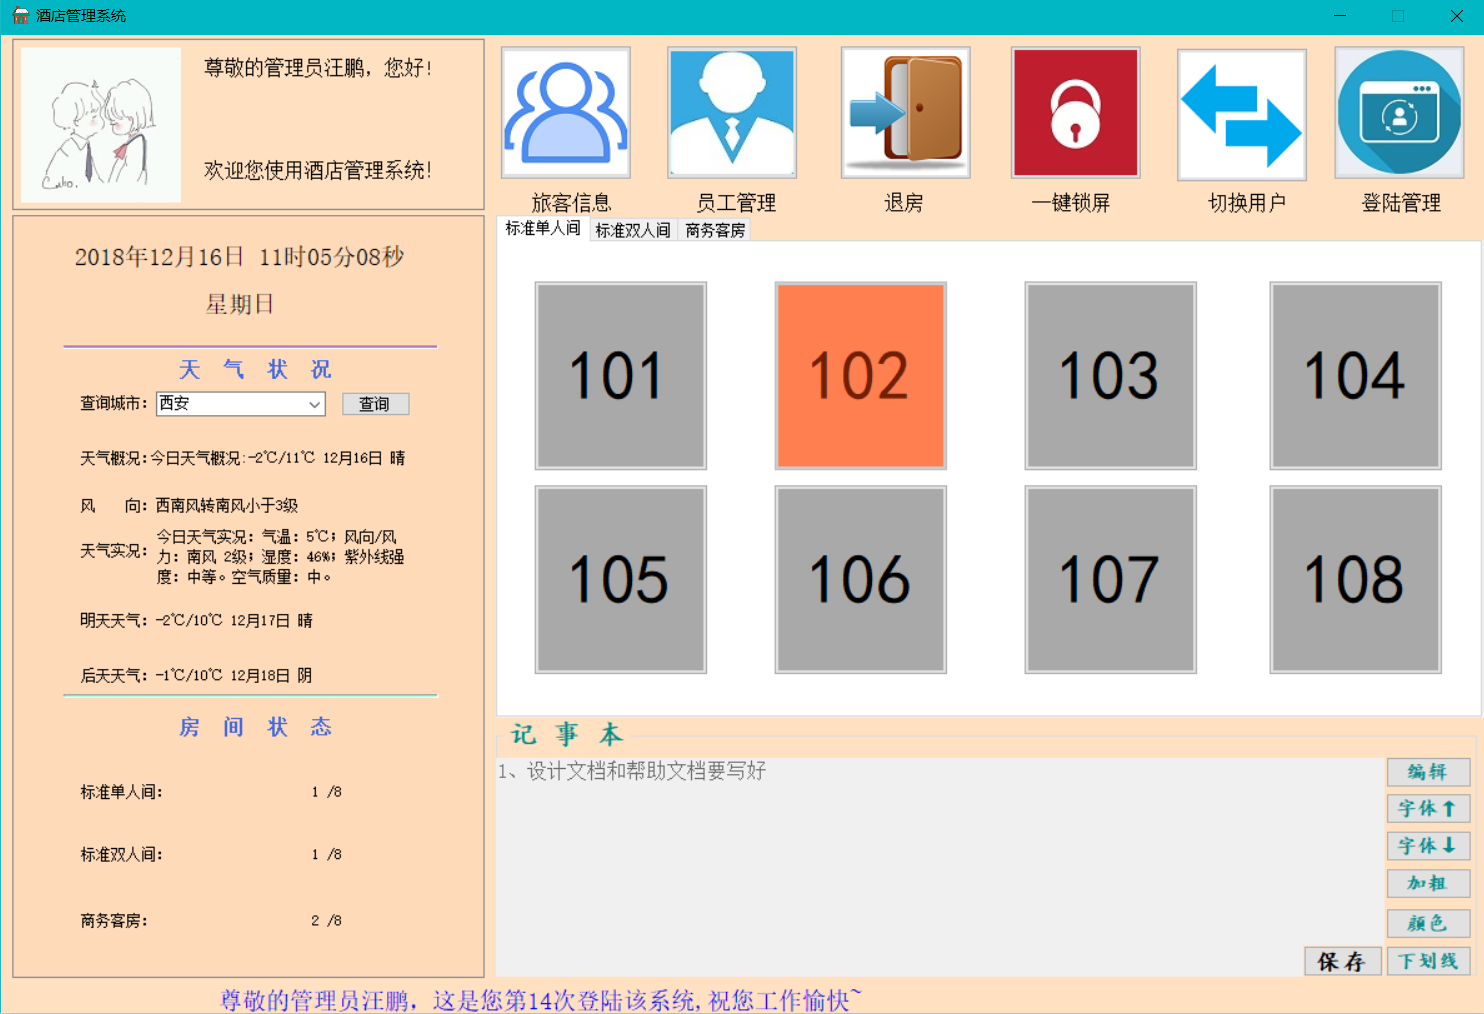 酒店管理系统
尊敬的管理员汪鹏，您好！
欢迎您使用酒店管理系统！
旅客信息
员工管理
退房
一键锁屏
切换用户
登陆管理
2018年12月16日 11时05分08秒
星期日
天 气 状 况
查询城市： 西安 查询
天气概况：今日天气概况:-2℃/11℃ 12月16日 晴
风 向： 西南风转南风小于3级
天气实况： 今日天气实况：气温：5℃；风向/风
力：南风 2级；湿度：46%；紫外线强
度：中等。空气质量：中。
明天天气： -2℃/10℃ 12月17日 晴
后天天气： -1℃/10℃ 12月18日 阴
房 间 状 态
标准单人间： 1 /8
标准双人间： 1 /8
商务客房： 2 /8
标准单人间 标准双人间 商务客房
101 102 103 104
105 106 107 108
记 事 本
1、设计文档和帮助文档要写好
编辑
字体↑
字体↓
加粗
颜色
保存 下划线
尊敬的管理员汪鹏，这是您第14次登陆该系统,祝您工作愉快~
Caho.